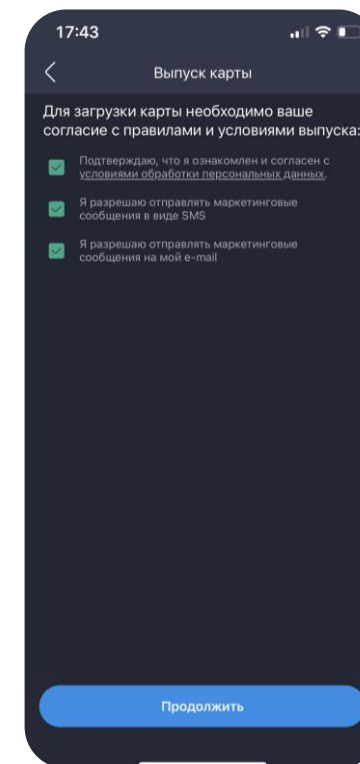 17:43
Выпуск карты
Для загрузки карты необходимо ваше
согласие с правилами и условиями выпуска:
Подтверждаю, что я ознакомлен и согласен с
условиями обработки персональных данных.
Я разрешаю отправлять маркетинговые
сообщения в виде SMS
Я разрешаю отправлять маркетинговые
сообщения на мой e-mail
Продолжить